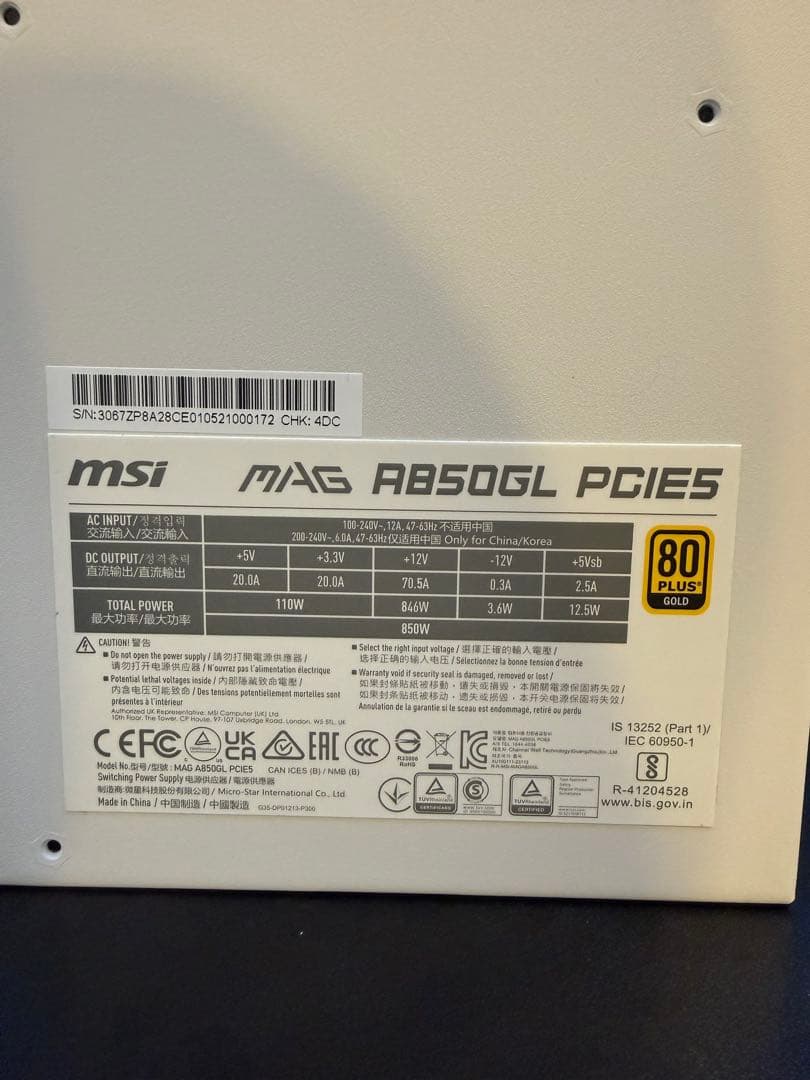 S/N:3067ZP8A28CE010521000172 CHK: 4DC
msi MAG A850GL PCIE5
AC INPUT/정격입력
交流输入/交流輸入
100-240V~,12A, 47-63Hz 不适用中国
200-240V~,6.0A, 47-63Hz 仅适用中国 Only for China/Korea
DC OUTPUT/정격출력
直流输出/直流輸出
+5V +3.3V +12V -12V +5Vsb
20.0A 20.0A 70.5A 0.3A 2.5A
TOTAL POWER
最大功率/最大功率
110W 846W 3.6W 12.5W
850W
80
PLUS®
GOLD
CAUTION! 警告
■ Do not open the power supply / 請勿打開電源供應器 /
请勿打开电源供应器 / N'ouvrez pas l'alimentation électrique
■ Potential lethal voltages inside / 內部隱藏致命電壓 /
内含电压可能致命 / Des tensions potentiellement mortelles sont
présentes à l'intérieur
Authorized UK Representative: MSI Computer (UK) Ltd.
10th Floor, The Tower, CP House, 97-107 Uxbridge Road, London, W5 5TL, UK
■ Select the right input voltage / 選擇正確的輸入電壓 /
选择正确的输入电压 / Sélectionnez la bonne tension d'entrée
■ Warranty void if security seal is damaged, removed or lost /
如果封條貼紙被移動，遺失或損毀，本開關電源保固將失效 /
如果封条贴纸被移动，遗失或损毁，本开关电源保固将失效 /
Annulation de la garantie si le sceau est endommagé, retiré ou perdu
CE FC UK CA EAC CCC
R33006
RoHS
IS 13252 (Part 1)/
IEC 60950-1
R-41204528
www.bis.gov.in
Model No./型号/型號 : MAG A850GL PCIE5 CAN ICES (B) / NMB (B)
Switching Power Supply 电源供应器 / 電源供應器
制造商:微星科技股份有限公司 / Micro-Star International Co., Ltd.
Made in China / 中国制造 / 中國製造 G35-DP01213-P300
TÜVRheinland
CERTIFIED
TÜVRheinland
CERTIFIED